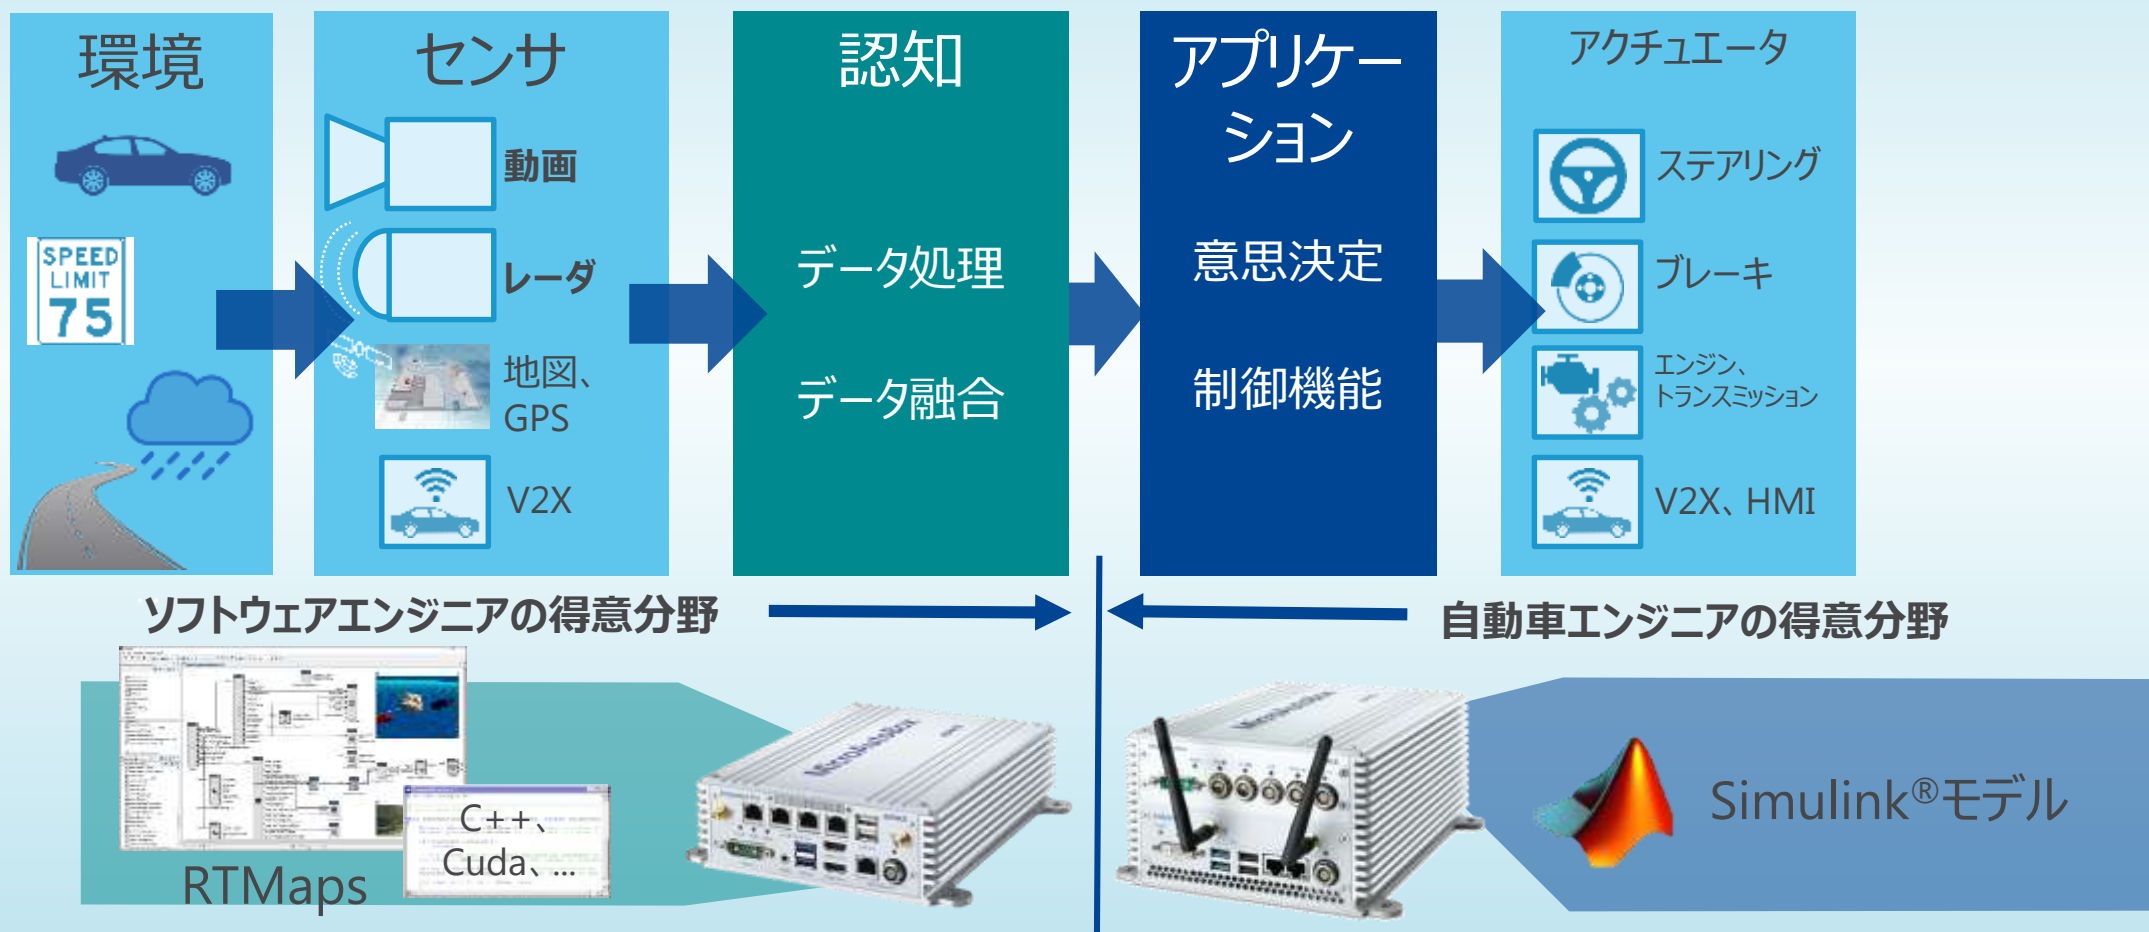 環境
SPEED
LIMIT
75
センサ
動画
レーダ
地図、
GPS
V2X
認知
データ処理
データ融合
アプリケー
ション
意思決定
制御機能
アクチュエータ
ステアリング
ブレーキ
エンジン、
トランスミッション
V2X、HMI
ソフトウェアエンジニアの得意分野
自動車エンジニアの得意分野
RTMaps
C++、
Cuda、...
MicroAutoBox
MicroAutoBox
Simulink®モデル